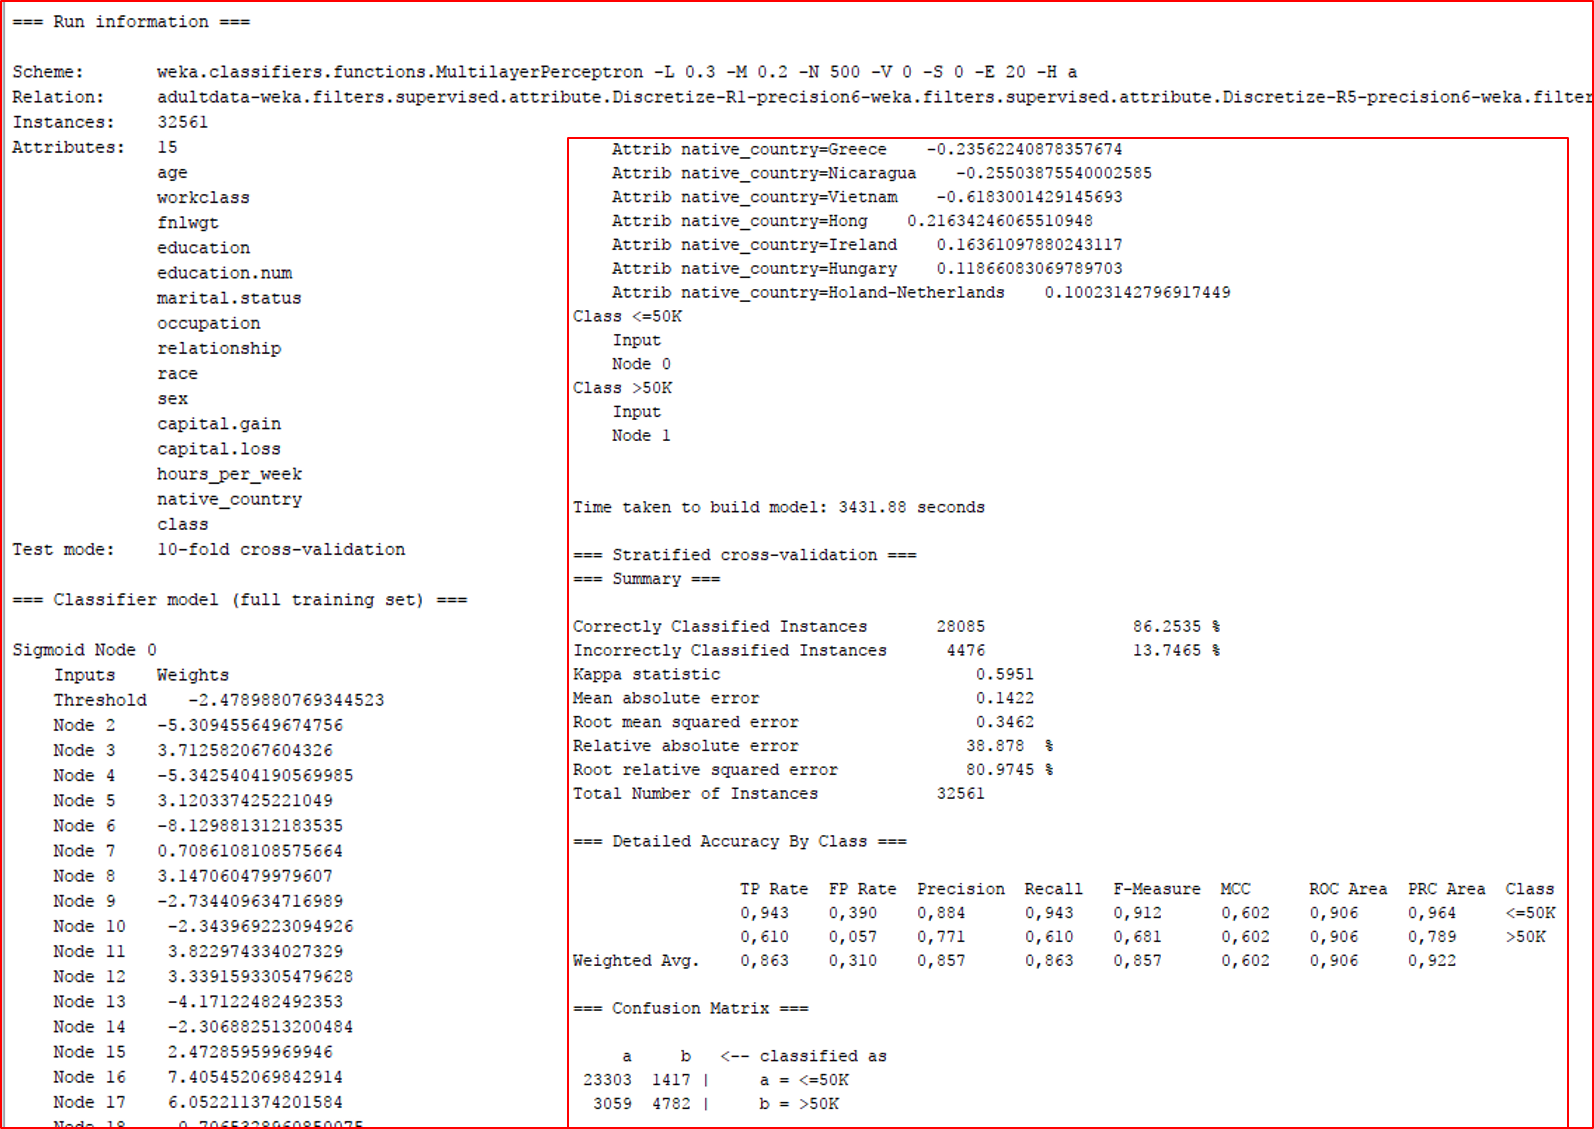 === Run information ===
Scheme: weka.classifiers.functions.MultilayerPerceptron -L 0.3 -M 0.2 -N 500 -V 0 -S 0 -E 20 -H a
Relation: adultdata-weka.filters.supervised.attribute.Discretize-R1-precision6-weka.filters.supervised.attribute.Discretize-R5-precision6-weka.filter
Instances: 32561
Attributes: 15
age
workclass
fnlwgt
education
education.num
marital.status
occupation
relationship
race
sex
capital.gain
capital.loss
hours_per_week
native_country
class
Test mode: 10-fold cross-validation
=== Classifier model (full training set) ===
Sigmoid Node 0
Inputs Weights
Threshold -2.4789880769344523
Node 2 -5.309455649674756
Node 3 3.712582067604326
Node 4 -5.3425404190569985
Node 5 3.120337425221049
Node 6 -8.129881312183535
Node 7 0.7086108108575664
Node 8 3.147060479979607
Node 9 -2.734409634716989
Node 10 -2.343969223094926
Node 11 3.822974334027329
Node 12 3.3391593305479628
Node 13 -4.17122482492353
Node 14 -2.306882513200484
Node 15 2.47285959969946
Node 16 7.405452069842914
Node 17 6.052211374201584
Attrib native_country=Greece -0.23562240878357674
Attrib native_country=Nicaragua -0.25503875540002585
Attrib native_country=Vietnam -0.6183001429145693
Attrib native_country=Hong 0.21634246065510948
Attrib native_country=Ireland 0.16361097880243117
Attrib native_country=Hungary 0.11866083069789703
Attrib native_country=Holand-Netherlands 0.10023142796917449
Class <=50K
Input
Node 0
Class >50K
Input
Node 1
Time taken to build model: 3431.88 seconds
=== Stratified cross-validation ===
=== Summary ===
Correctly Classified Instances 28085 86.2535 %
Incorrectly Classified Instances 4476 13.7465 %
Kappa statistic 0.5951
Mean absolute error 0.1422
Root mean squared error 0.3462
Relative absolute error 38.878 %
Root relative squared error 80.9745 %
Total Number of Instances 32561
=== Detailed Accuracy By Class ===
TP Rate FP Rate Precision Recall F-Measure MCC ROC Area PRC Area Class
0,943 0,390 0,884 0,943 0,912 0,602 0,906 0,964 <=50K
0,610 0,057 0,771 0,610 0,681 0,602 0,906 0,789 >50K
Weighted Avg. 0,863 0,310 0,857 0,863 0,857 0,602 0,906 0,922
=== Confusion Matrix ===
a b <-- classified as
23303 1417 | a = <=50K
3059 4782 | b = >50K